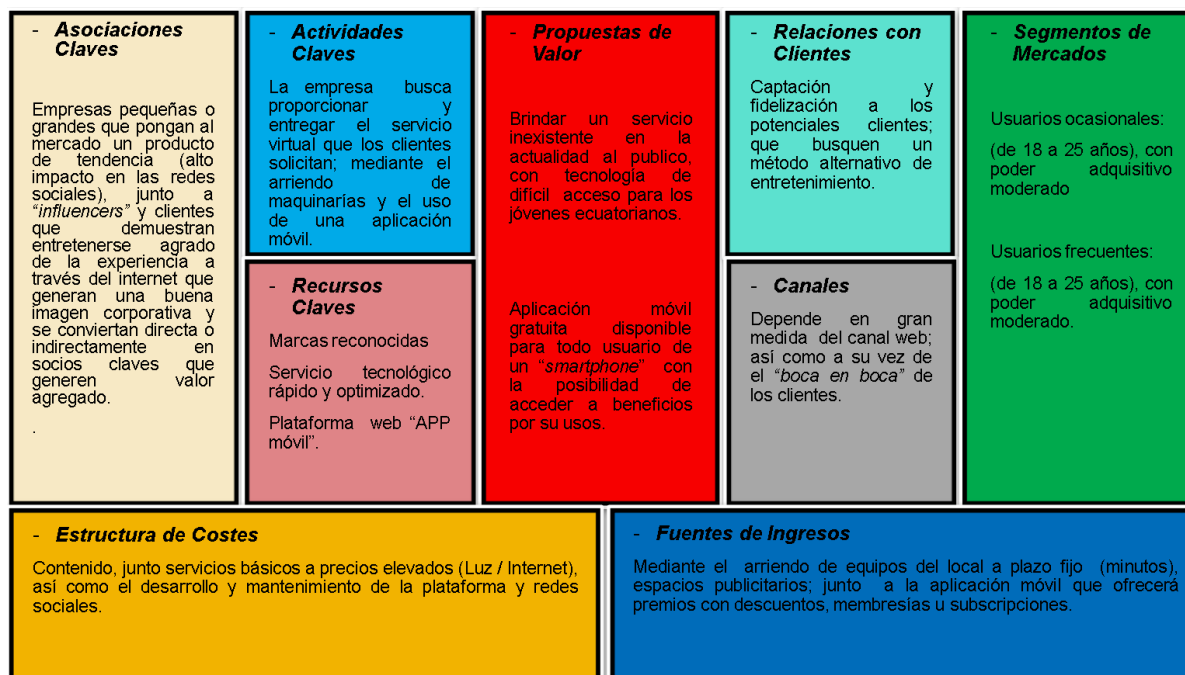 - Asociaciones
Claves
Empresas pequeñas o
grandes que pongan al
mercado un producto
de tendencia (alto
impacto en las redes
sociales), junto a
“influencers” y clientes
que demuestran
entretenerse agrado
de la experiencia a
través del internet que
generan una buena
imagen corporativa y
se conviertan directa o
indirectamente en
socios claves que
generen valor
agregado.
.
- Actividades
Claves
La empresa busca
proporcionar y
entregar el servicio
virtual que los clientes
solicitan; mediante el
arriendo de
maquinarías y el uso
de una aplicación
móvil.
- Recursos
Claves
Marcas reconocidas
Servicio tecnológico
rápido y optimizado.
Plataforma web “APP
móvil”.
- Propuestas de
Valor
Brindar un servicio
inexistente en la
actualidad al publico,
con tecnología de
difícil acceso para los
jóvenes ecuatorianos.
Aplicación móvil
gratuita disponible
para todo usuario de
un “smartphone” con
la posibilidad de
acceder a beneficios
por su usos.
- Relaciones con
Clientes
Captación y
fidelización a los
potenciales clientes;
que busquen un
método alternativo de
entretenimiento.
- Canales
Depende en gran
medida del canal web;
así como a su vez de
el “boca en boca” de
los clientes.
- Segmentos de
Mercados
Usuarios ocasionales:
(de 18 a 25 años), con
poder adquisitivo
moderado
Usuarios frecuentes:
(de 18 a 25 años), con
poder adquisitivo
moderado.
- Estructura de Costes
Contenido, junto servicios básicos a precios elevados (Luz / Internet),
así como el desarrollo y mantenimiento de la plataforma y redes
sociales.
- Fuentes de Ingresos
Mediante el arriendo de equipos del local a plazo fijo (minutos),
espacios publicitarios; junto a la aplicación móvil que ofrecerá
premios con descuentos, membresías u subscripciones.